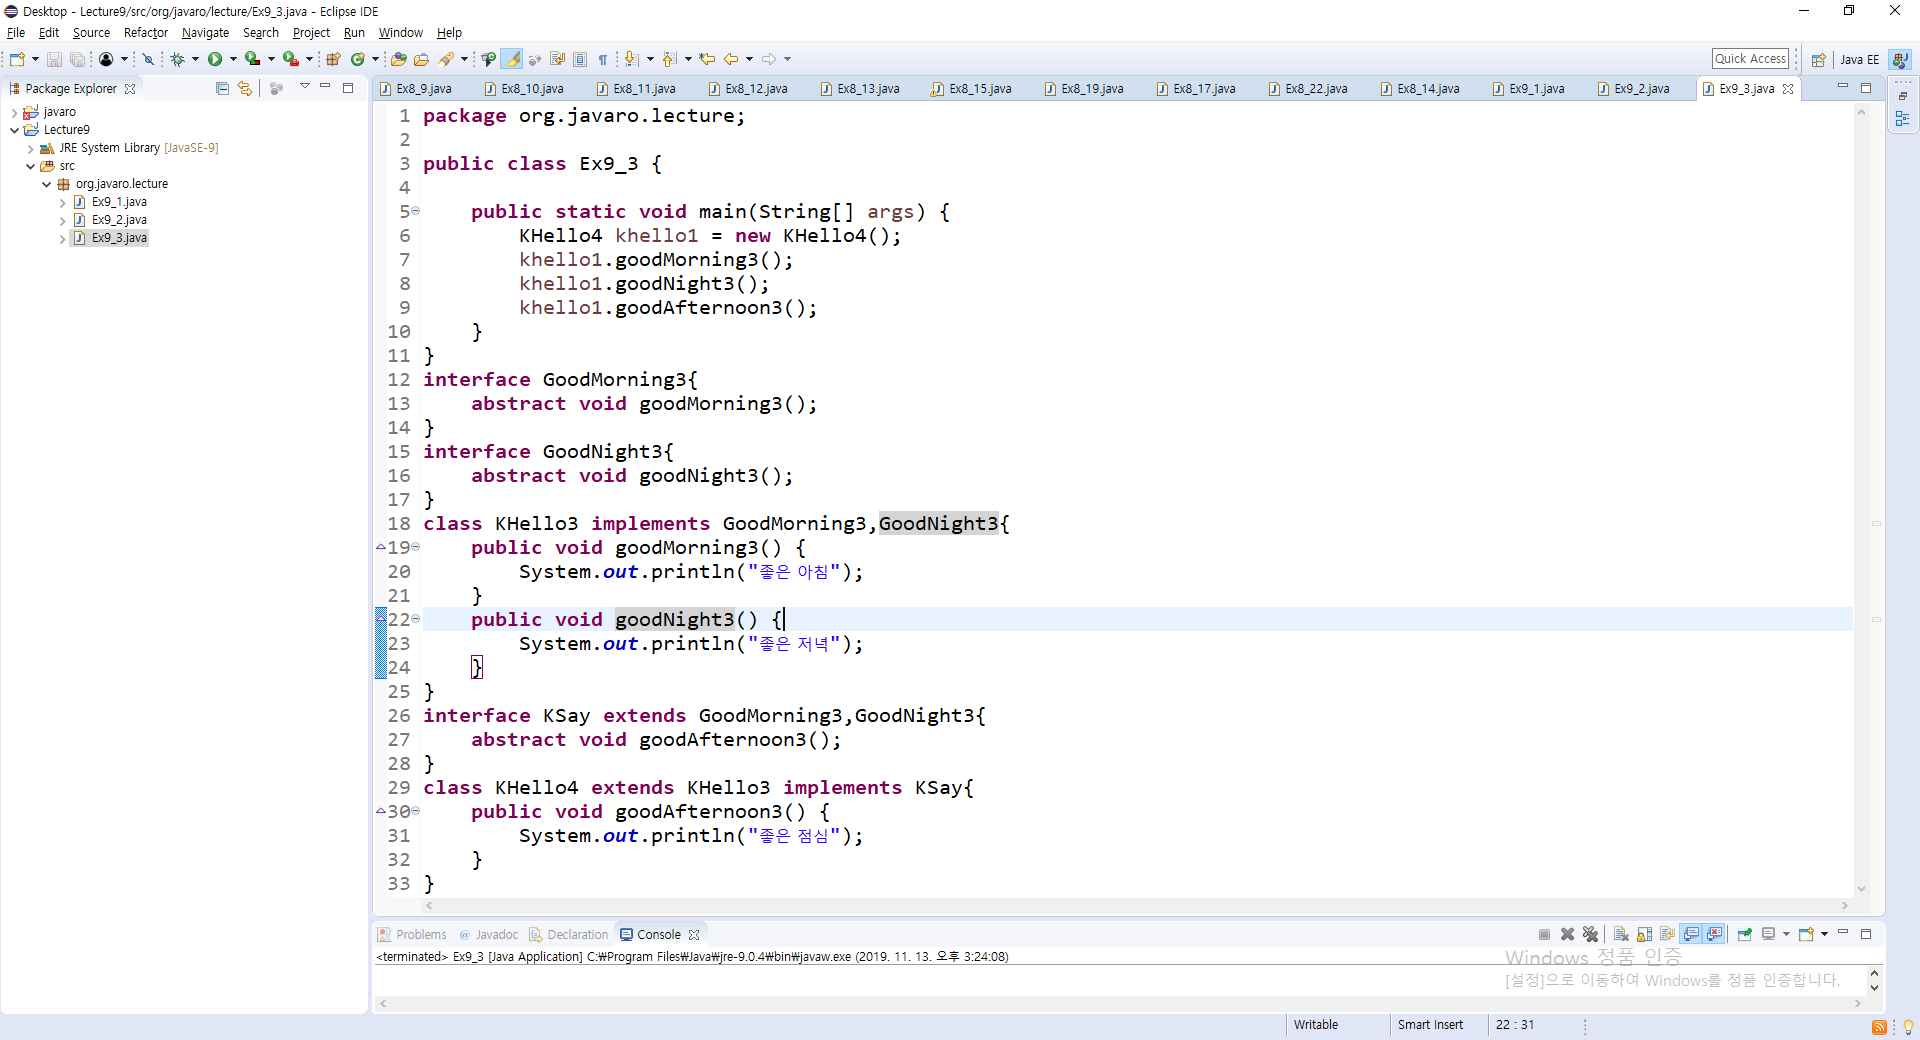 Desktop - Lecture9/src/org/javaro/lecture/Ex9_3.java - Eclipse IDE
File Edit Source Refactor Navigate Search Project Run Window Help
Quick Access Java EE
Package Explorer
Ex8_9.java Ex8_10.java Ex8_11.java Ex8_12.java Ex8_13.java Ex8_15.java Ex8_19.java Ex8_17.java Ex8_22.java Ex8_14.java Ex9_1.java Ex9_2.java Ex9_3.java
javaro
Lecture9
JRE System Library [JavaSE-9]
src
org.javaro.lecture
Ex9_1.java
Ex9_2.java
Ex9_3.java
1 package org.javaro.lecture;
2
3 public class Ex9_3 {
4
5 public static void main(String[] args) {
6 KHello4 khello1 = new KHello4();
7 khello1.goodMorning3();
8 khello1.goodNight3();
9 khello1.goodAfternoon3();
10 }
11 }
12 interface GoodMorning3{
13 abstract void goodMorning3();
14 }
15 interface GoodNight3{
16 abstract void goodNight3();
17 }
18 class KHello3 implements GoodMorning3,GoodNight3{
19 public void goodMorning3() {
20 System.out.println("좋은 아침");
21 }
22 public void goodNight3() {
23 System.out.println("좋은 저녁");
24 }
25 }
26 interface KSay extends GoodMorning3,GoodNight3{
27 abstract void goodAfternoon3();
28 }
29 class KHello4 extends KHello3 implements KSay{
30 public void goodAfternoon3() {
31 System.out.println("좋은 점심");
32 }
33 }
Problems Javadoc Declaration Console
<terminated> Ex9_3 [Java Application] C:₩Program Files₩Java₩jre-9.0.4₩bin₩javaw.exe (2019. 11. 13. 오후 3:24:08)
Windows 정품 인증
[설정]으로 이동하여 Windows를 정품 인증합니다.
Writable Smart Insert 22 : 31